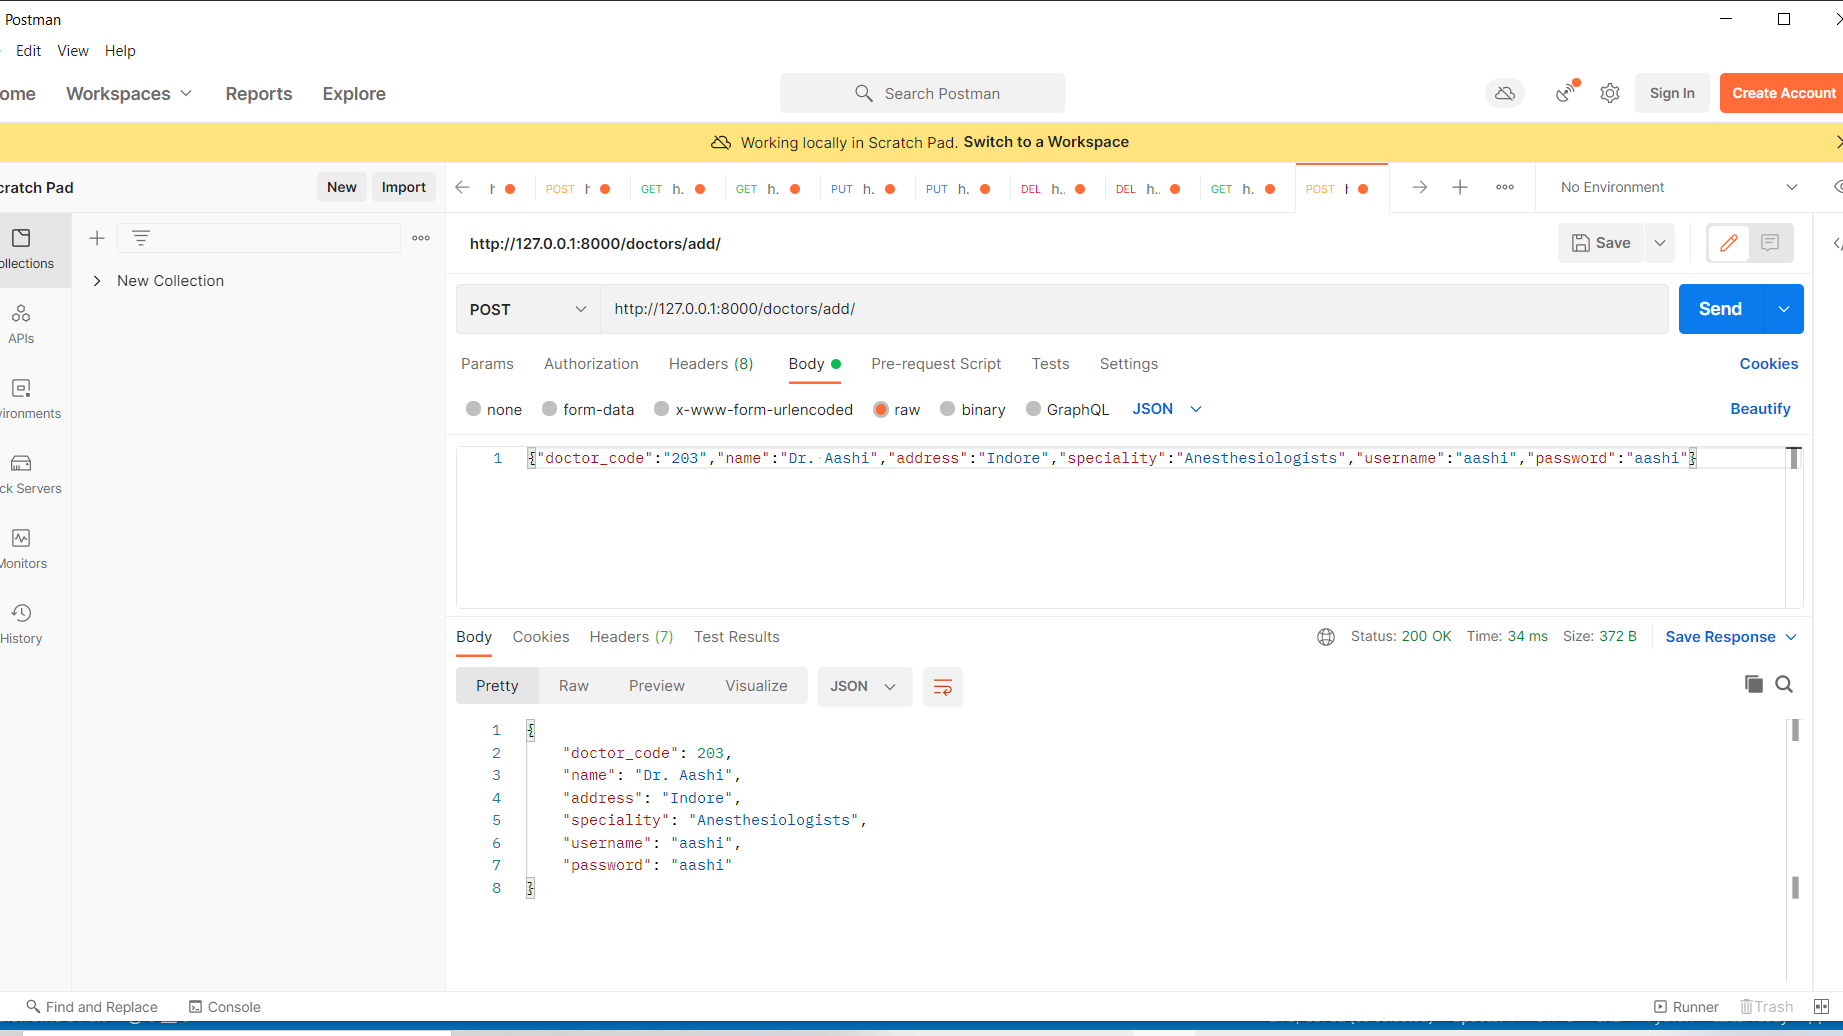 Postman
Edit View Help
ome Workspaces Reports Explore Search Postman Sign In Create Account
Working locally in Scratch Pad. Switch to a Workspace
cratch Pad New Import h POST h GET h. GET h. PUT h. PUT h. DEL h.. DEL h.. GET h. POST h ooo No Environment
http://127.0.0.1:8000/doctors/add/ Save
ollections
New Collection
POST http://127.0.0.1:8000/doctors/add/ Send
APIs
Params Authorization Headers (8) Body Pre-request Script Tests Settings Cookies
none form-data x-www-form-urlencoded raw binary GraphQL JSON Beautify
ironments
1 {"doctor_code":"203","name":"Dr. Aashi","address":"Indore","speciality":"Anesthesiologists","username":"aashi","password":"aashi"}
ck Servers
Monitors
History
Body Cookies Headers (7) Test Results Status: 200 OK Time: 34 ms Size: 372 B Save Response
Pretty Raw Preview Visualize JSON
1 {
2 "doctor_code": 203,
3 "name": "Dr. Aashi",
4 "address": "Indore",
5 "speciality": "Anesthesiologists",
6 "username": "aashi",
7 "password": "aashi"
8 }
Find and Replace Console Runner Trash